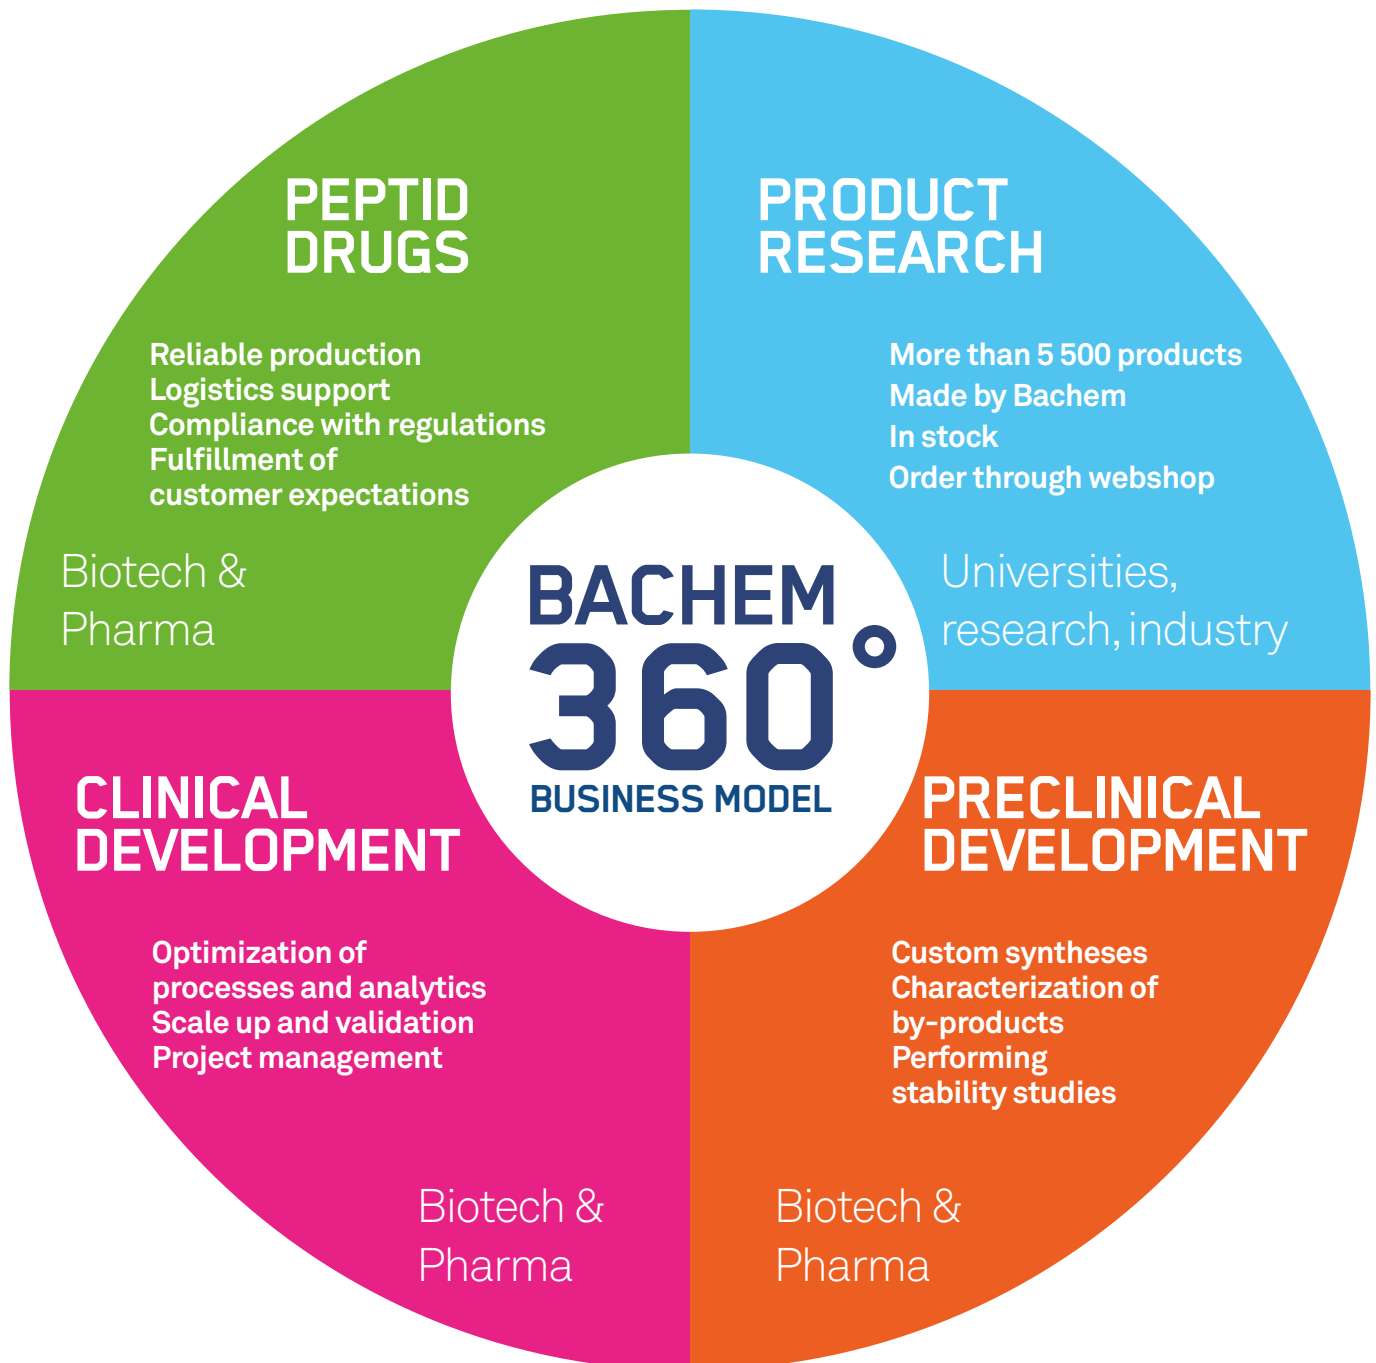 PEPTID
DRUGS
Reliable production
Logistics support
Compliance with regulations
Fulfillment of
customer expectations
Biotech &
Pharma
PRODUCT
RESEARCH
More than 5 500 products
Made by Bachem
In stock
Order through webshop
Universities,
research, industry
BACHEM
360°
BUSINESS MODEL
CLINICAL
DEVELOPMENT
Optimization of
processes and analytics
Scale up and validation
Project management
Biotech &
Pharma
PRECLINICAL
DEVELOPMENT
Custom syntheses
Characterization of
by-products
Performing
stability studies
Biotech &
Pharma